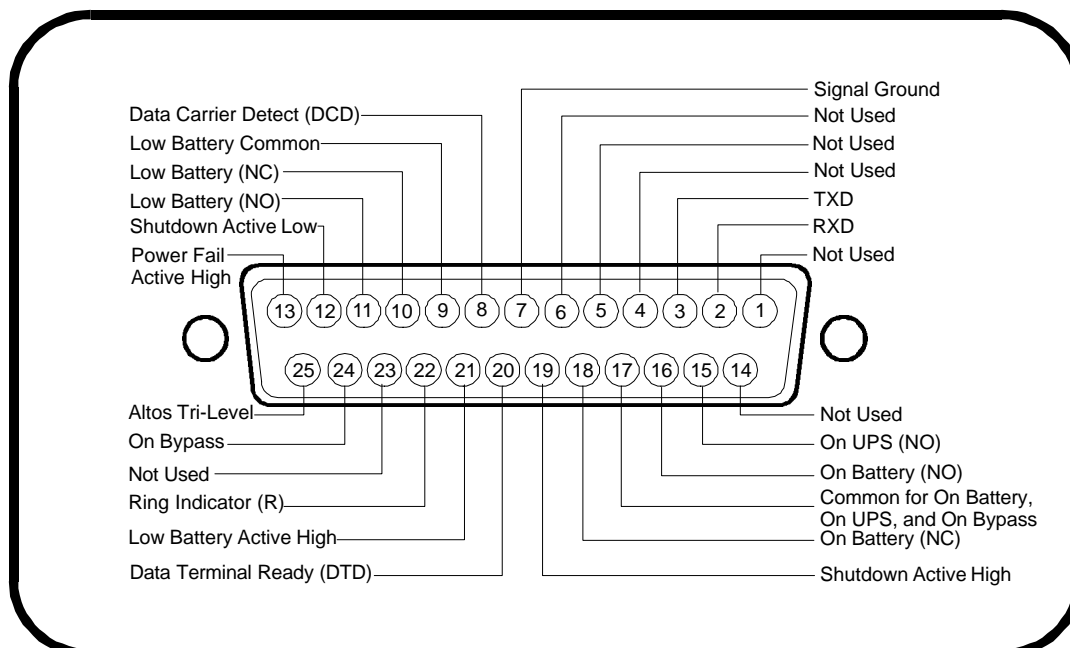 Signal Ground
Data Carrier Detect (DCD)
Not Used
Low Battery Common
Not Used
Low Battery (NC)
Not Used
Low Battery (NO)
TXD
Shutdown Active Low
RXD
Power Fail
Active High
Not Used
13 12 11 10 9 8 7 6 5 4 3 2 1
25 24 23 22 21 20 19 18 17 16 15 14
Altos Tri-Level
Not Used
On Bypass
On UPS (NO)
Not Used
On Battery (NO)
Ring Indicator (R)
Common for On Battery,
On UPS, and On Bypass
Low Battery Active High
On Battery (NC)
Data Terminal Ready (DTD)
Shutdown Active High